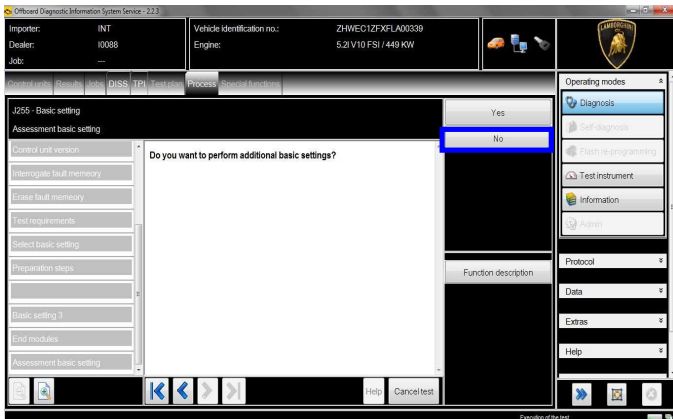 Offboard Diagnostic Information System Service - 2.2.3
Importer: INT
Dealer: I0088
Job: ---
Vehicle identification no.: ZHWEC1ZFXFLA00339
Engine: 5.2l V10 FSI / 449 KW
LAMBORGHINI
Control units Results Jobs DISS TPI Test plan Process Special functions
J255 - Basic setting
Assessment basic setting
Control unit version
Interrogate fault memeory
Erase fault memeory
Test requirements
Select basic setting
Preparation steps
Basic setting 3
End modules
Assessment basic setting
Do you want to perform additional basic settings?
Yes
No
Function description
Help
Cancel test
Operating modes
Diagnosis
Self-diagnosis
Flash re-programming
Test instrument
Information
Admin
Protocol
Data
Extras
Help
Execution of the test